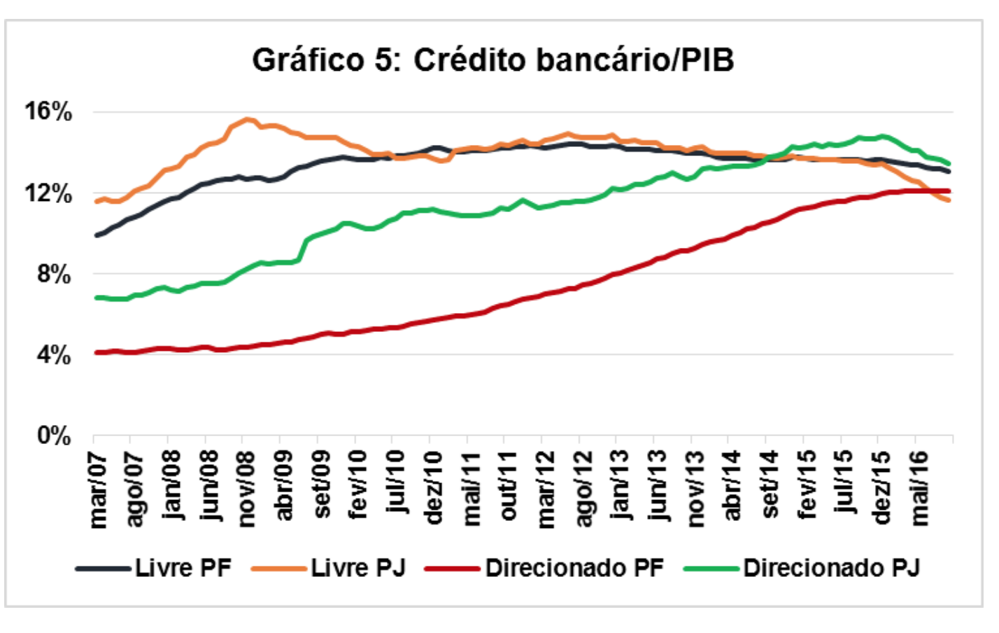 Gráfico 5: Crédito bancário/PIB
16%
12%
8%
4%
0%
mar/07
ago/07
jan/08
jun/08
nov/08
abr/09
set/09
fev/10
jul/10
dez/10
mai/11
out/11
mar/12
ago/12
jan/13
jun/13
nov/13
abr/14
set/14
fev/15
jul/15
dez/15
mai/16
Livre PF Livre PJ Direcionado PF Direcionado PJ